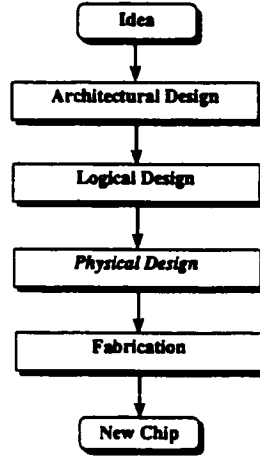 Idea
Architectural Design
Logical Design
Physical Design
Fabrication
New Chip